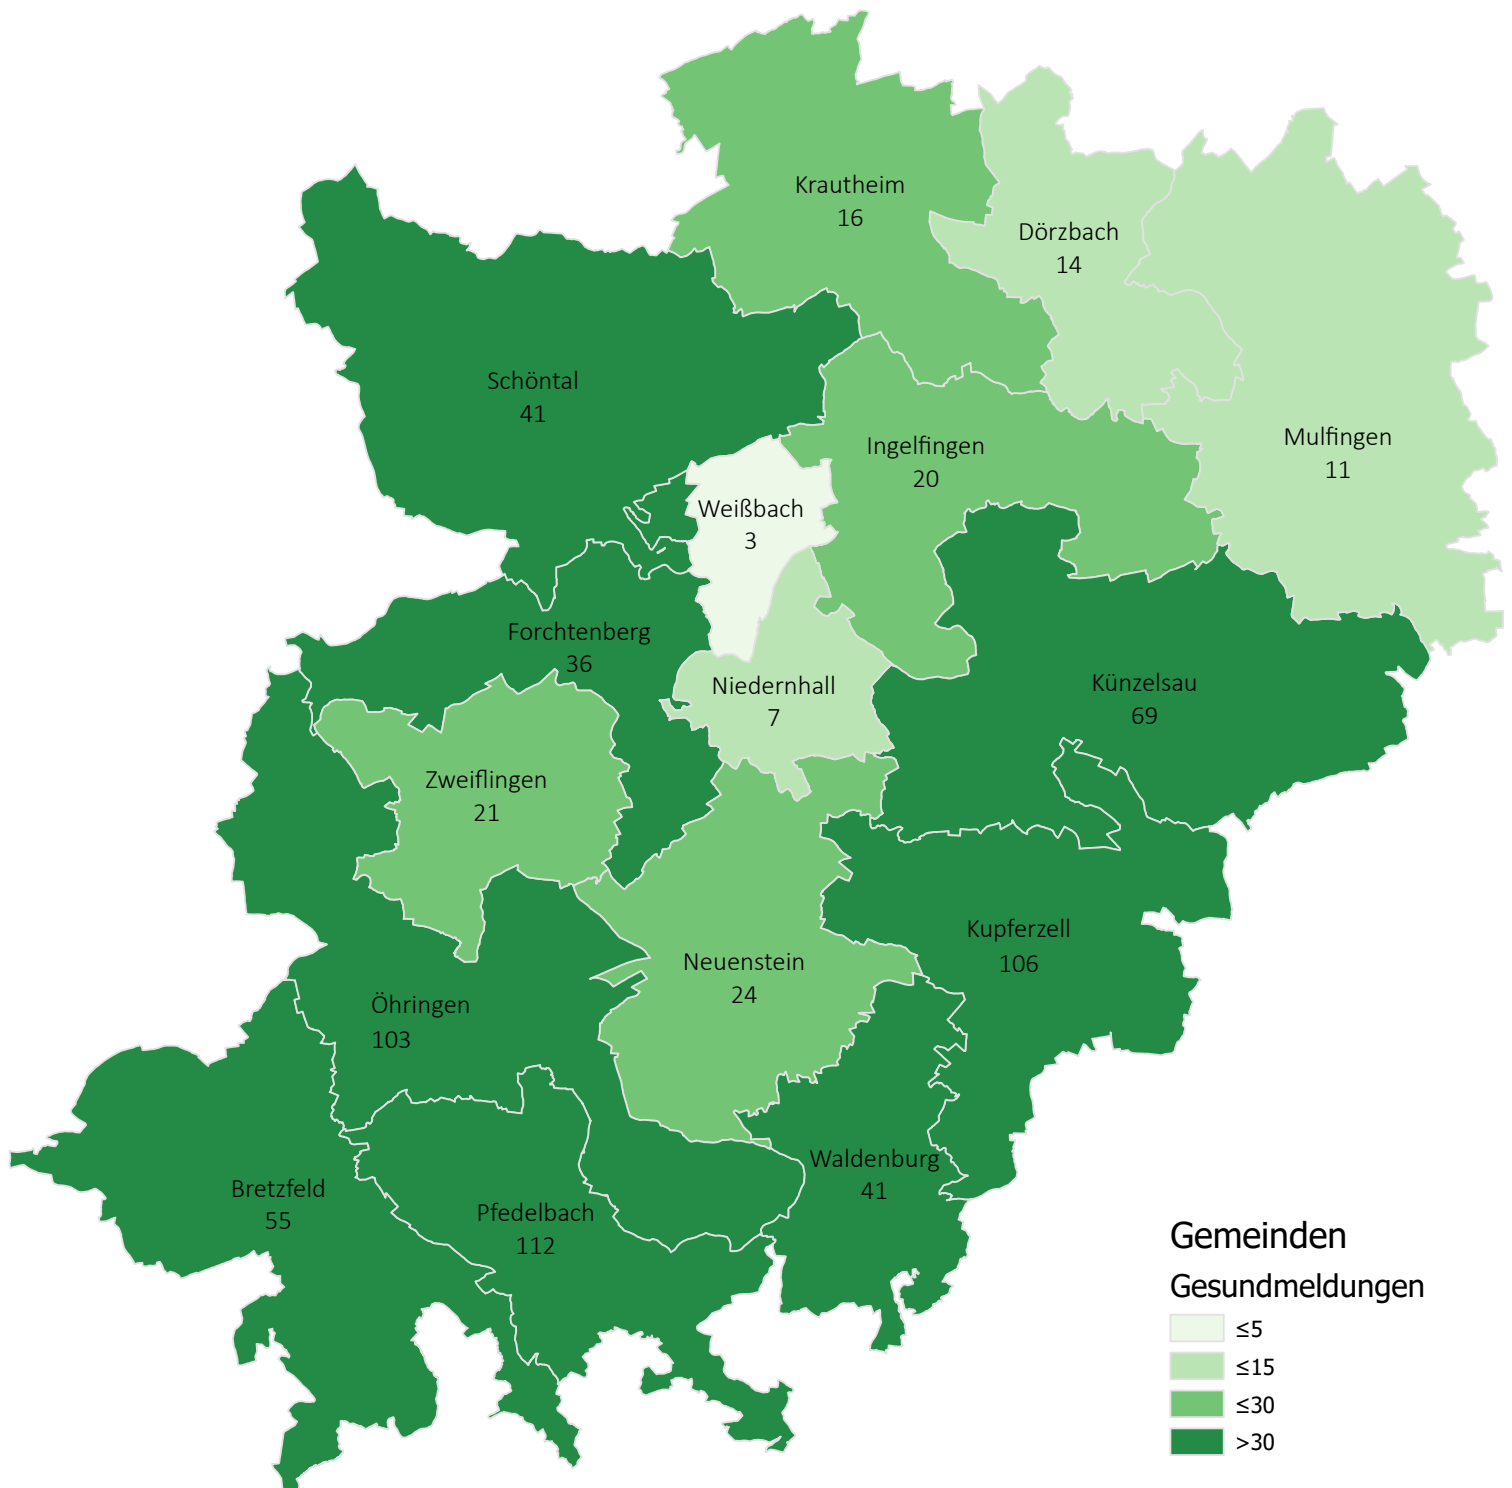 Krautheim
16
Dörzbach
14
Schöntal
41
Mulfingen
11
Ingelfingen
20
Weißbach
3
Forchtenberg
36
Niedernhall
7
Künzelsau
69
Zweiflingen
21
Kupferzell
106
Neuenstein
24
Öhringen
103
Waldenburg
41
Bretzfeld
55
Pfedelbach
112
Gemeinden
Gesundmeldungen
≤5
≤15
≤30
>30